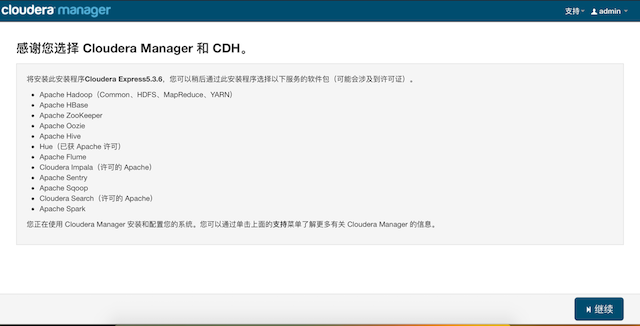 cloudera manager
支持 admin
感谢您选择 Cloudera Manager 和 CDH。
将安装此安装程序Cloudera Express5.3.6，您可以稍后通过此安装程序选择以下服务的软件包（可能会涉及到许可证）。
Apache Hadoop（Common、HDFS、MapReduce、YARN）
Apache HBase
Apache ZooKeeper
Apache Oozie
Apache Hive
Hue（已获 Apache 许可）
Apache Flume
Cloudera Impala（许可的 Apache）
Apache Sentry
Apache Sqoop
Cloudera Search（许可的 Apache）
Apache Spark
您正在使用 Cloudera Manager 安装和配置您的系统。您可以通过单击上面的支持菜单了解更多有关 Cloudera Manager 的信息。
继续